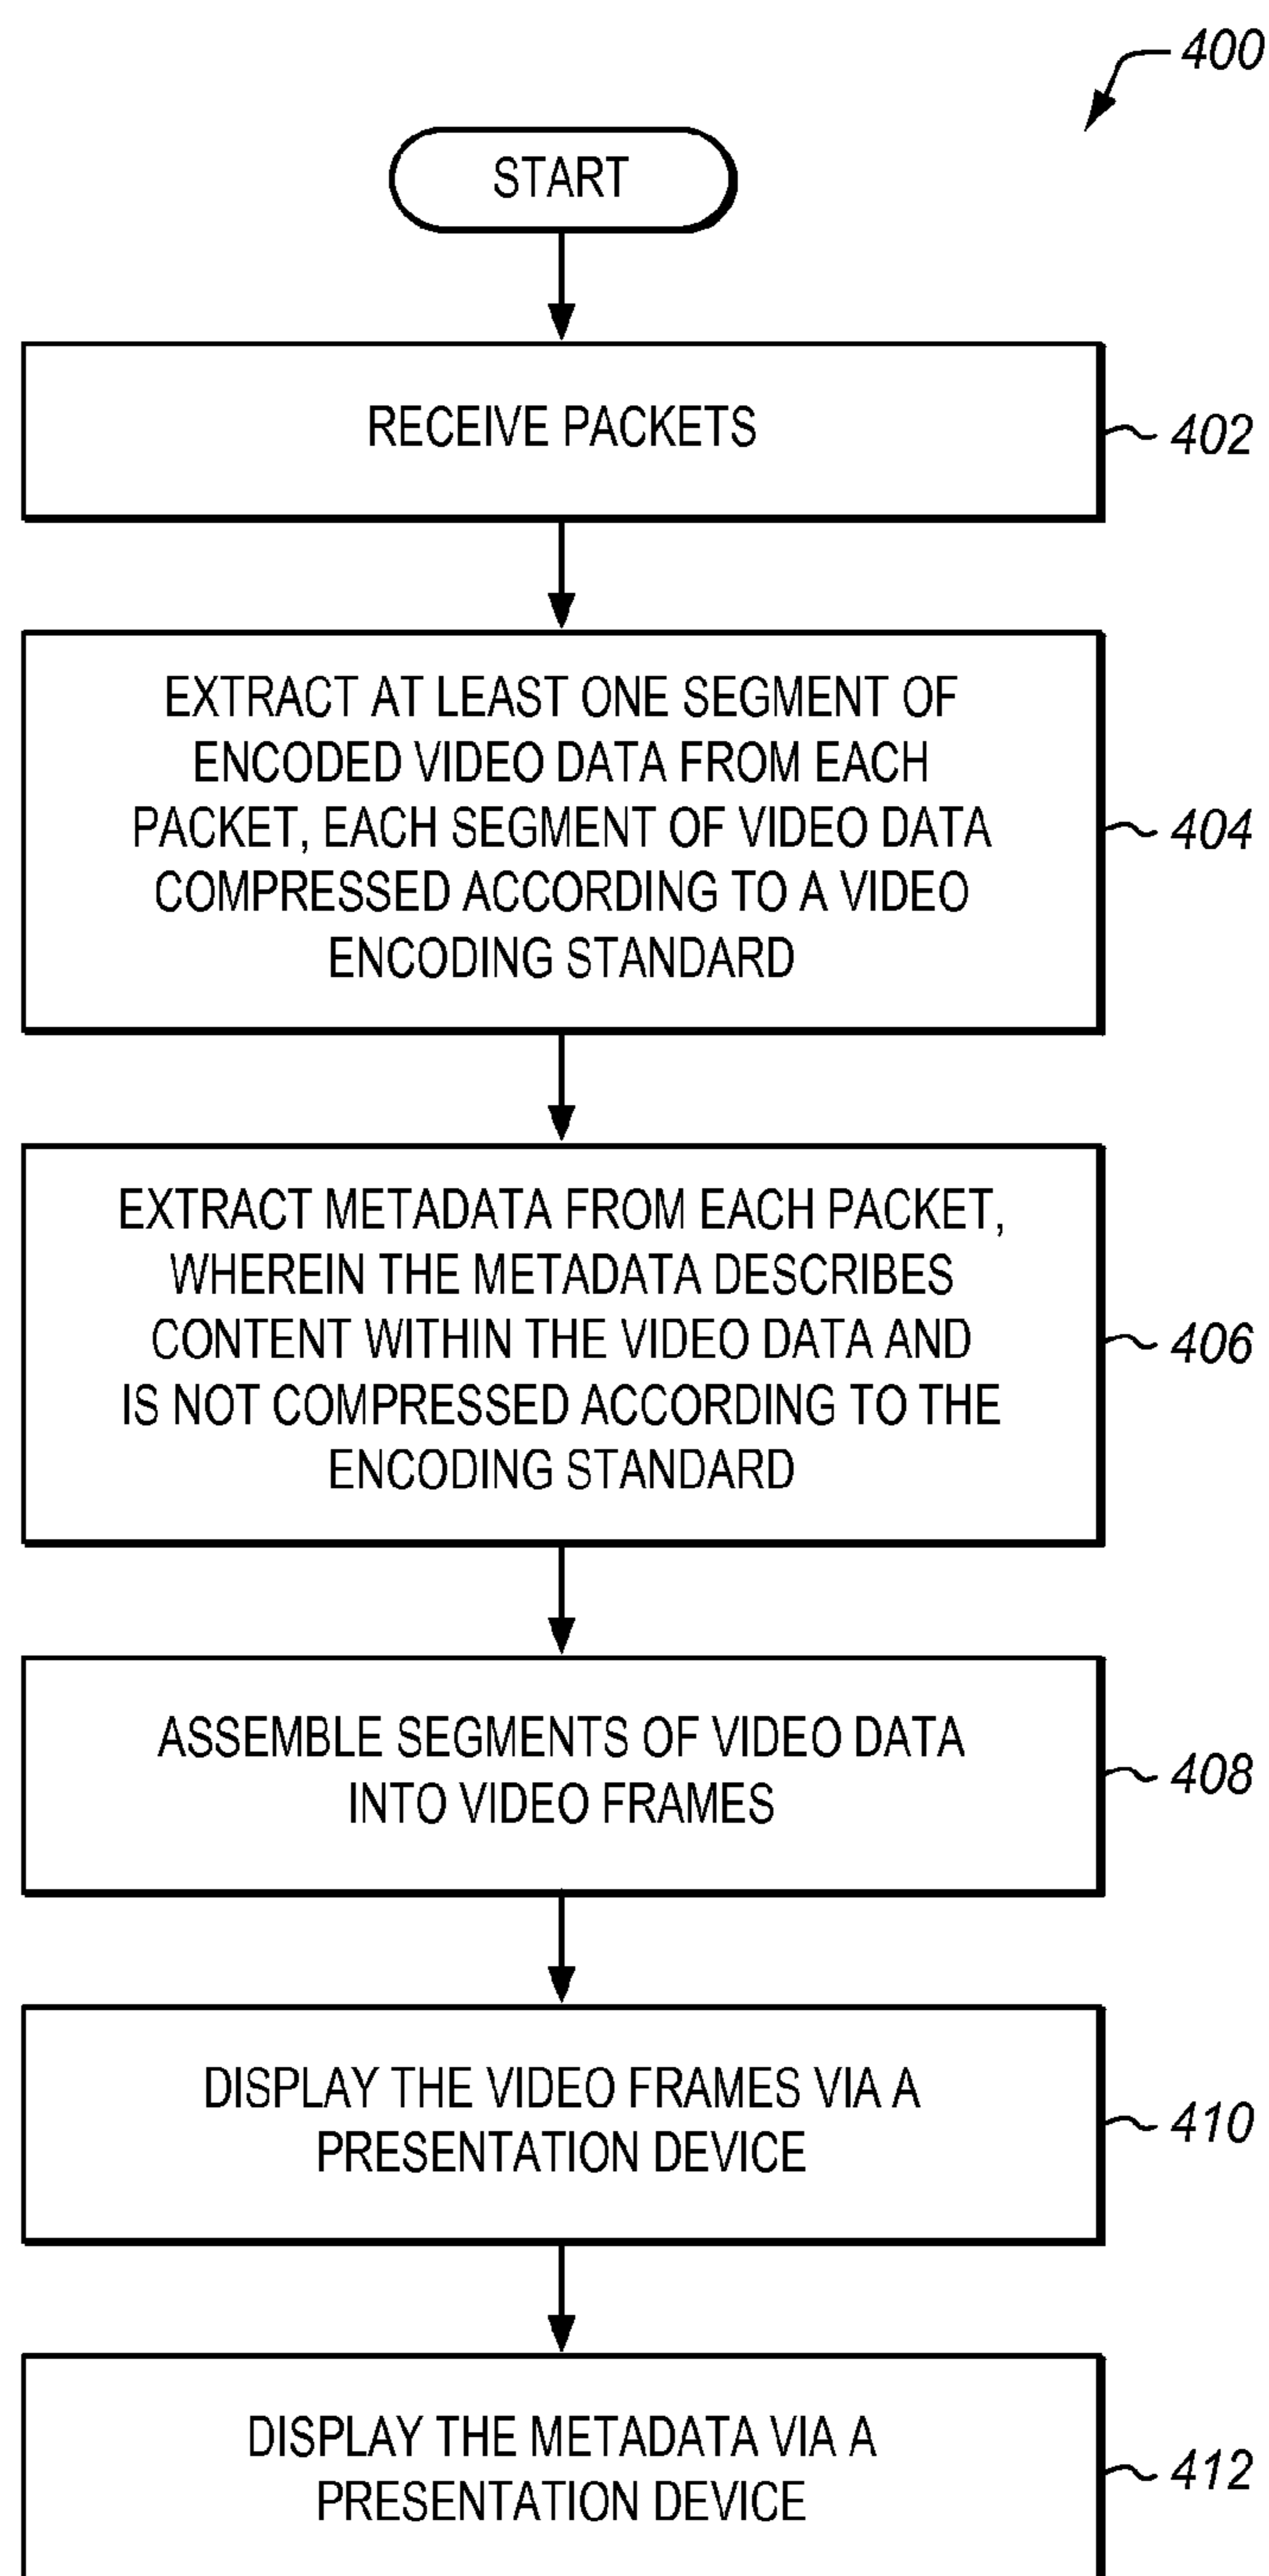 400
START
RECEIVE PACKETS
402
EXTRACT AT LEAST ONE SEGMENT OF
ENCODED VIDEO DATA FROM EACH
PACKET, EACH SEGMENT OF VIDEO DATA
COMPRESSED ACCORDING TO A VIDEO
ENCODING STANDARD
404
EXTRACT METADATA FROM EACH PACKET,
WHEREIN THE METADATA DESCRIBES
CONTENT WITHIN THE VIDEO DATA AND
IS NOT COMPRESSED ACCORDING TO THE
ENCODING STANDARD
406
ASSEMBLE SEGMENTS OF VIDEO DATA
INTO VIDEO FRAMES
408
DISPLAY THE VIDEO FRAMES VIA A
PRESENTATION DEVICE
410
DISPLAY THE METADATA VIA A
PRESENTATION DEVICE
412